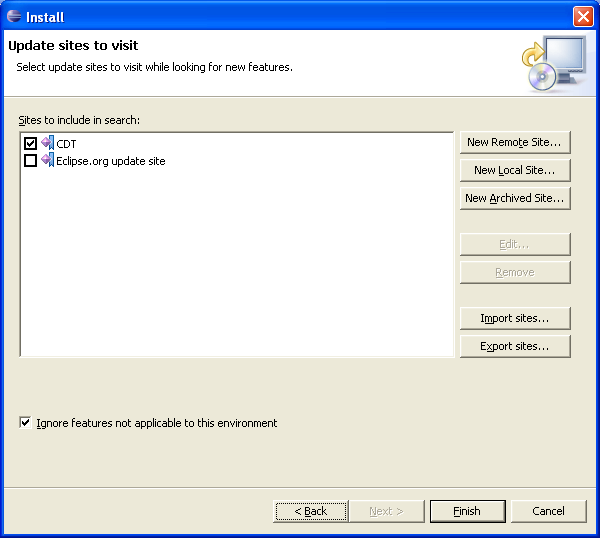 Install
Update sites to visit
Select update sites to visit while looking for new features.
Sites to include in search:
CDT
Eclipse.org update site
New Remote Site...
New Local Site...
New Archived Site...
Edit...
Remove
Import sites...
Export sites...
Ignore features not applicable to this environment
< Back
Next >
Finish
Cancel